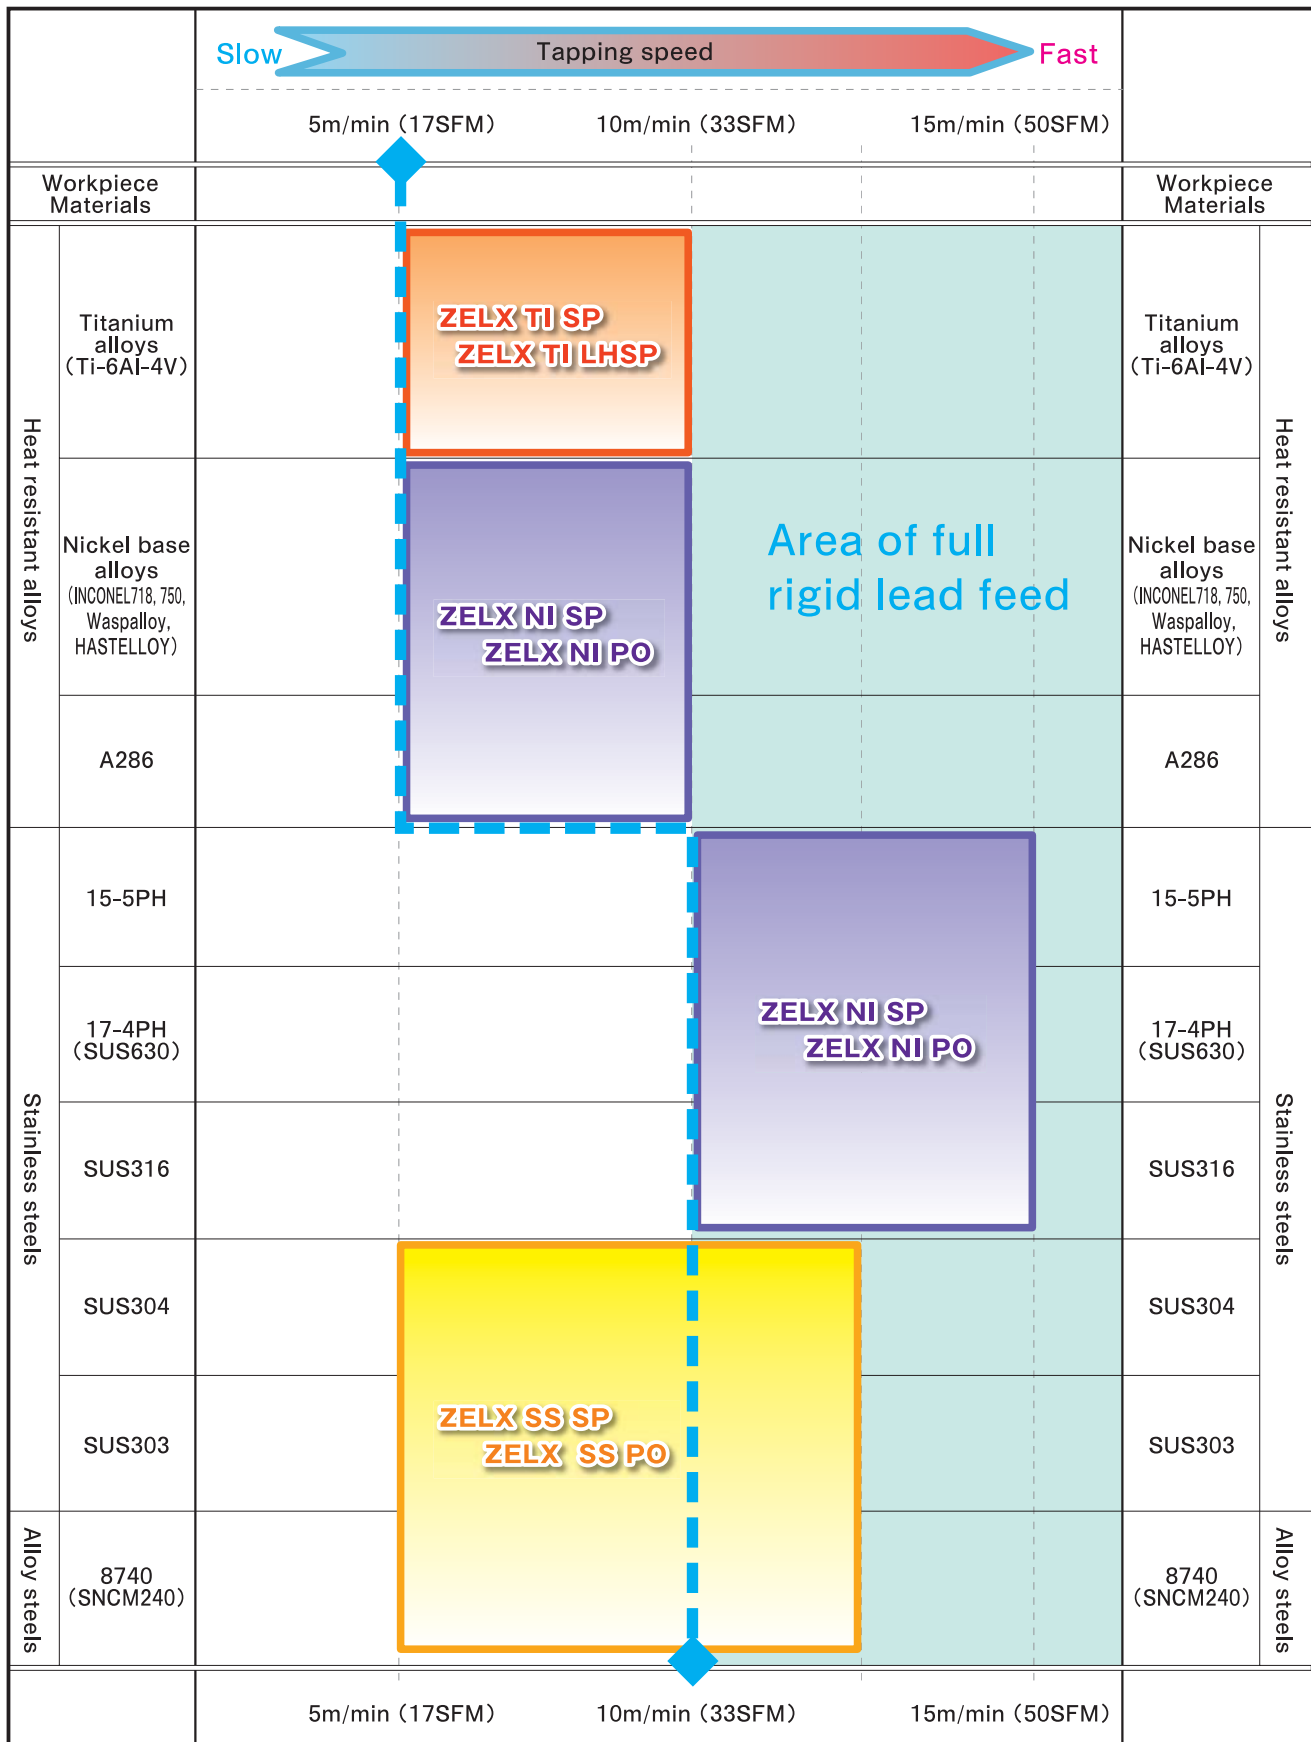 Slow
Tapping speed
Fast
5m/min (17SFM)
10m/min (33SFM)
15m/min (50SFM)
Workpiece
Materials
Workpiece
Materials
Heat resistant alloys
Titanium
alloys
(Ti-6Al-4V)
ZELX TI SP
ZELX TI LHSP
Titanium
alloys
(Ti-6Al-4V)
Heat resistant alloys
Nickel base
alloys
(INCONEL718, 750,
Waspalloy,
HASTELLOY)
ZELX NI SP
ZELX NI PO
Area of full
rigid lead feed
Nickel base
alloys
(INCONEL718, 750,
Waspalloy,
HASTELLOY)
A286
A286
Stainless steels
15-5PH
15-5PH
Stainless steels
17-4PH
(SUS630)
ZELX NI SP
ZELX NI PO
17-4PH
(SUS630)
SUS316
SUS316
SUS304
SUS304
SUS303
ZELX SS SP
ZELX SS PO
SUS303
Alloy steels
8740
(SNCM240)
8740
(SNCM240)
Alloy steels
5m/min (17SFM)
10m/min (33SFM)
15m/min (50SFM)